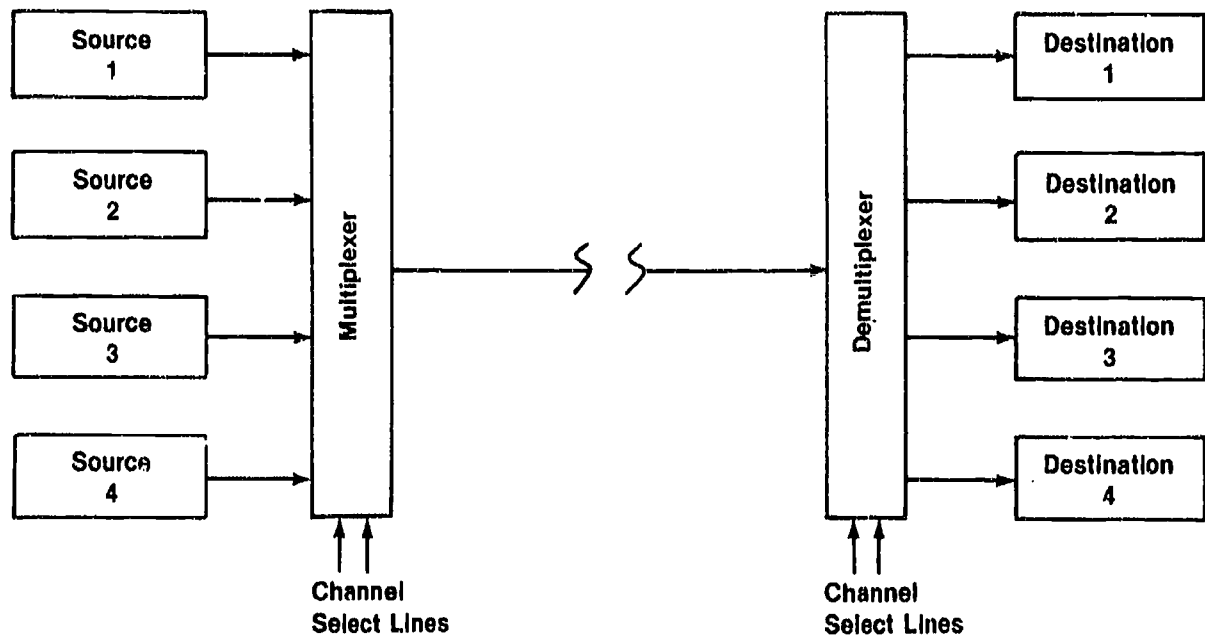 Source
1
Source
2
Source
3
Source
4
Multiplexer
Channel
Select Lines
Demultiplexer
Channel
Select Lines
Destination
1
Destination
2
Destination
3
Destination
4